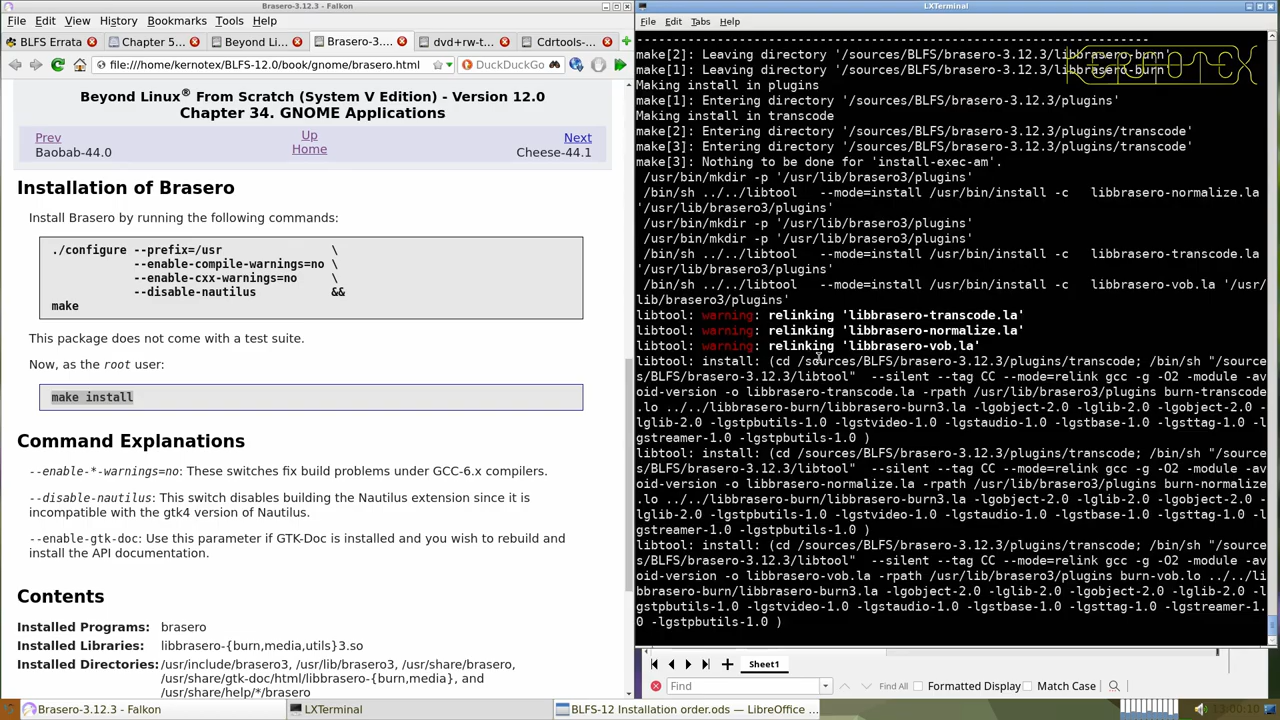 Brasero-3.12.3 - Falkon
File Edit View History Bookmarks Tools Help
BLFS Errata
Chapter 5...
Beyond Li...
Brasero-3....
dvd+rw-t...
Cdrtools-...
file:///home/kernotex/BLFS-12.0/book/gnome/brasero.html
DuckDuckGo
Beyond Linux® From Scratch (System V Edition) - Version 12.0
Chapter 34. GNOME Applications
Prev Up Next
Baobab-44.0 Home Cheese-44.1
Installation of Brasero
Install Brasero by running the following commands:
./configure --prefix=/usr \
--enable-compile-warnings=no \
--enable-cxx-warnings=no \
--disable-nautilus &&
make
This package does not come with a test suite.
Now, as the root user:
make install
Command Explanations
--enable-*-warnings=no: These switches fix build problems under GCC-6.x compilers.
--disable-nautilus: This switch disables building the Nautilus extension since it is
incompatible with the gtk4 version of Nautilus.
--enable-gtk-doc: Use this parameter if GTK-Doc is installed and you wish to rebuild and
install the API documentation.
Contents
Installed Programs: brasero
Installed Libraries: libbrasero-{burn,media,utils}3.so
Installed Directories: /usr/include/brasero3, /usr/lib/brasero3, /usr/share/brasero,
/usr/share/gtk-doc/html/libbrasero-{burn,media}, and
/usr/share/help/*/brasero
LXTerminal
File Edit Tabs Help
make[2]: Leaving directory '/sources/BLFS/brasero-3.12.3/libbrasero-burn'
make[1]: Leaving directory '/sources/BLFS/brasero-3.12.3/libbrasero-burn'
KERNOTEX
Making install in plugins
make[1]: Entering directory '/sources/BLFS/brasero-3.12.3/plugins'
Making install in transcode
make[2]: Entering directory '/sources/BLFS/brasero-3.12.3/plugins/transcode'
make[3]: Entering directory '/sources/BLFS/brasero-3.12.3/plugins/transcode'
make[3]: Nothing to be done for 'install-exec-am'.
/usr/bin/mkdir -p '/usr/lib/brasero3/plugins'
/bin/sh ../../libtool --mode=install /usr/bin/install -c libbrasero-normalize.la
'/usr/lib/brasero3/plugins'
/usr/bin/mkdir -p '/usr/lib/brasero3/plugins'
/usr/bin/mkdir -p '/usr/lib/brasero3/plugins'
/bin/sh ../../libtool --mode=install /usr/bin/install -c libbrasero-transcode.la
'/usr/lib/brasero3/plugins'
/bin/sh ../../libtool --mode=install /usr/bin/install -c libbrasero-vob.la '/usr/
lib/brasero3/plugins'
libtool: warning: relinking 'libbrasero-transcode.la'
libtool: warning: relinking 'libbrasero-normalize.la'
libtool: warning: relinking 'libbrasero-vob.la'
libtool: install: (cd /sources/BLFS/brasero-3.12.3/plugins/transcode; /bin/sh "/source
s/BLFS/brasero-3.12.3/libtool" --silent --tag CC --mode=relink gcc -g -O2 -module -av
oid-version -o libbrasero-transcode.la -rpath /usr/lib/brasero3/plugins burn-transcode
.lo ../../libbrasero-burn/libbrasero-burn3.la -lgobject-2.0 -lglib-2.0 -lgobject-2.0 -
lglib-2.0 -lgstpbutils-1.0 -lgstvideo-1.0 -lgstaudio-1.0 -lgstbase-1.0 -lgsttag-1.0 -l
gstreamer-1.0 -lgstpbutils-1.0 )
libtool: install: (cd /sources/BLFS/brasero-3.12.3/plugins/transcode; /bin/sh "/source
s/BLFS/brasero-3.12.3/libtool" --silent --tag CC --mode=relink gcc -g -O2 -module -av
oid-version -o libbrasero-normalize.la -rpath /usr/lib/brasero3/plugins burn-normalize
.lo ../../libbrasero-burn/libbrasero-burn3.la -lgobject-2.0 -lglib-2.0 -lgobject-2.0 -
lglib-2.0 -lgstpbutils-1.0 -lgstvideo-1.0 -lgstaudio-1.0 -lgstbase-1.0 -lgsttag-1.0 -l
gstreamer-1.0 -lgstpbutils-1.0 )
libtool: install: (cd /sources/BLFS/brasero-3.12.3/plugins/transcode; /bin/sh "/source
s/BLFS/brasero-3.12.3/libtool" --silent --tag CC --mode=relink gcc -g -O2 -module -av
oid-version -o libbrasero-vob.la -rpath /usr/lib/brasero3/plugins burn-vob.lo ../../li
bbrasero-burn/libbrasero-burn3.la -lgobject-2.0 -lglib-2.0 -lgobject-2.0 -lglib-2.0 -l
gstpbutils-1.0 -lgstvideo-1.0 -lgstaudio-1.0 -lgstbase-1.0 -lgsttag-1.0 -lgstreamer-1.
0 -lgstpbutils-1.0 )
Sheet1
Find
Find All
Formatted Display
Match Case
Brasero-3.12.3 - Falkon
LXTerminal
BLFS-12 Installation order.ods — LibreOffice ...
13:00:10